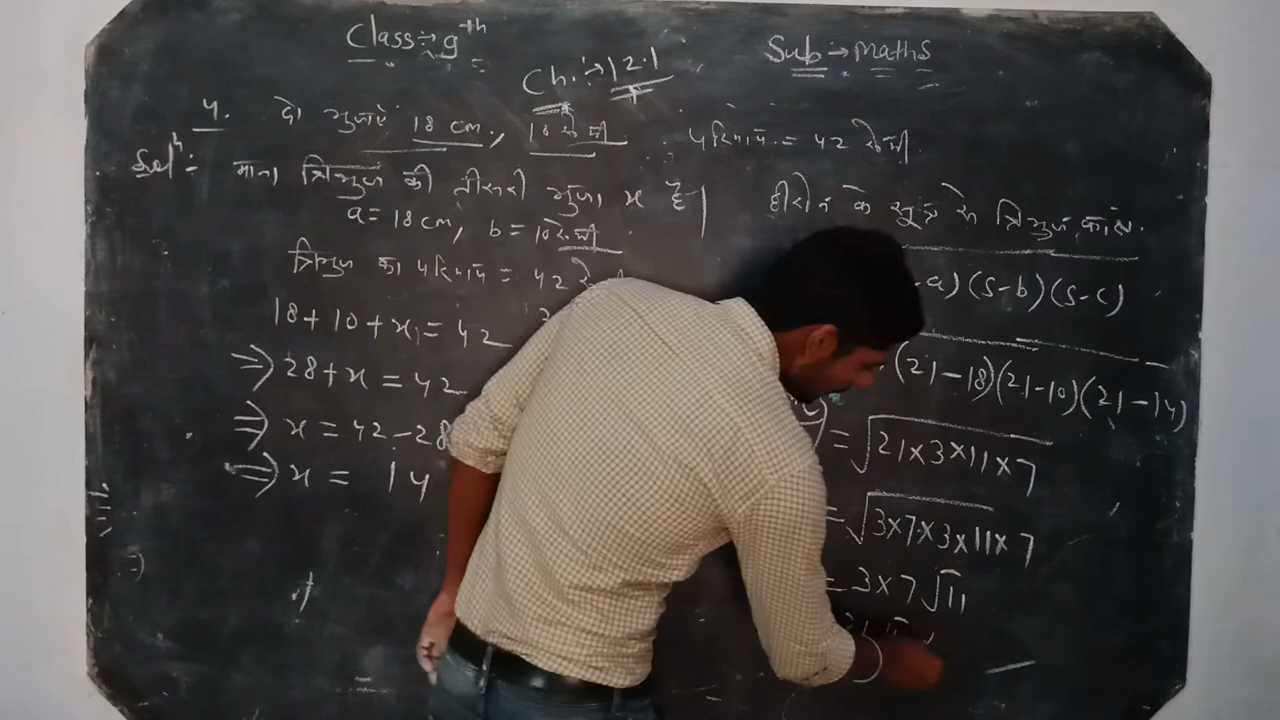 Class:- 9th
Sub → Maths
Ch. :→ 12.1
4. दो भुजाएं 18 cm., 10 सेमी. परिमाप = 42 सेमी.
Solⁿ: माना त्रिभुज की तीसरी भुजा x है।
a = 18 cm, b = 10 सेमी.
त्रिभुज का परिमाप = 42
18 + 10 + x = 42
⇒ 28 + x = 42
⇒ x = 42 - 28
⇒ x = 14
हीरोन के सूत्र से त्रिभुज का क्षे.
-a) (s-b) (s-c)
(21-18)(21-10)(21-14)
= √21×3×11×7
= √3×7×3×11×7
= 3×7√11